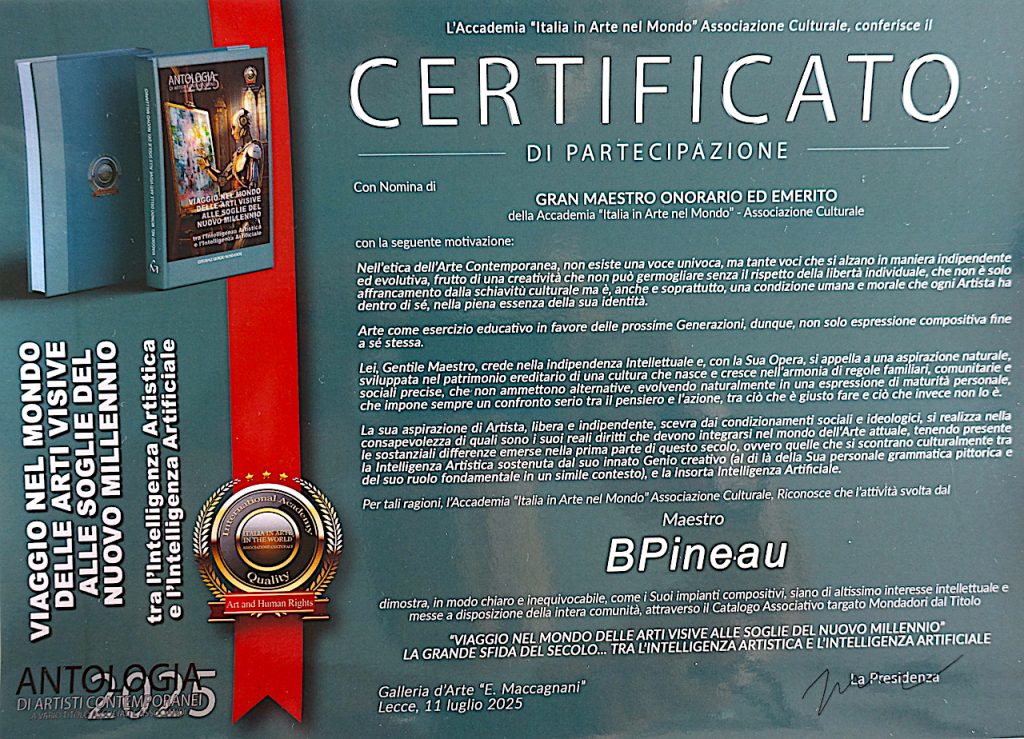 L'Accademia "Italia in Arte nel Mondo" Associazione Culturale, conferisce il
CERTIFICATO
DI PARTECIPAZIONE
Con Nomina di
GRAN MAESTRO ONORARIO ED EMERITO
della Accademia "Italia in Arte nel Mondo" - Associazione Culturale
con la seguente motivazione:
Nell'etica dell'Arte Contemporanea, non esiste una voce univoca, ma tante voci che si alzano in maniera indipendente
ed evolutiva, frutto di una creatività che non può germogliare senza il rispetto della libertà individuale, che non è solo
affrancamento dalla schiavitù culturale ma è, anche e soprattutto, una condizione umana e morale che ogni Artista ha
dentro di sé, nella piena essenza della sua identità.
Arte come esercizio educativo in favore delle prossime Generazioni, dunque, non solo espressione compositiva fine
a sé stessa.
Lei, Gentile Maestro, crede nella indipendenza Intellettuale e, con la Sua Opera, si appella a una aspirazione naturale,
sviluppata nel patrimonio ereditario di una cultura che nasce e cresce nell'armonia di regole familiari, comunitarie e
sociali precise, che non ammettono alternative, evolvendo naturalmente in una espressione di maturità personale,
che impone sempre un confronto serio tra il pensiero e l'azione, tra ciò che è giusto fare e ciò che invece non lo è.
La sua aspirazione di Artista, libera e indipendente, scevra dai condizionamenti sociali e ideologici, si realizza nella
consapevolezza di quali sono i suoi reali diritti che devono integrarsi nel mondo dell'Arte attuale, tenendo presente
le sostanziali differenze emerse nella prima parte di questo secolo, ovvero quelle che si scontrano culturalmente tra
la Intelligenza Artistica sostenuta dal suo innato Genio creativo (al di là della Sua personale grammatica pittorica e
del suo ruolo fondamentale in un simile contesto), e la insorta Intelligenza Artificiale.
Per tali ragioni, l'Accademia "Italia in Arte nel Mondo" Associazione Culturale, Riconosce che l'attività svolta dal
Maestro
BPineau
dimostra, in modo chiaro e inequivocabile, come i Suoi impianti compositivi, siano di altissimo interesse intellettuale e
messe a disposizione della intera comunità, attraverso il Catalogo Associativo targato Mondadori dal Titolo
"VIAGGIO NEL MONDO DELLE ARTI VISIVE ALLE SOGLIE DEL NUOVO MILLENNIO"
LA GRANDE SFIDA DEL SECOLO... TRA L'INTELLIGENZA ARTISTICA E L'INTELLIGENZA ARTIFICIALE
Galleria d'Arte "E. Maccagnani"
Lecce, 11 luglio 2025
La Presidenza
ANTOLOGIA
2025
VIAGGIO NEL MONDO
DELLE ARTI VISIVE
ALLE SOGLIE DEL
NUOVO MILLENNIO
tra l'Intelligenza Artistica
e l'Intelligenza Artificiale
VIAGGIO NEL MONDO
DELLE ARTI VISIVE
ALLE SOGLIE DEL
NUOVO MILLENNIO
tra l'Intelligenza Artistica
e l'Intelligenza Artificiale
International Academy
ITALIA IN ARTE
IN THE WORLD
ASSOCIAZIONE CULTURALE
Quality
Art and Human Rights
ANTOLOGIA
2025
DI ARTISTI CONTEMPORANEI